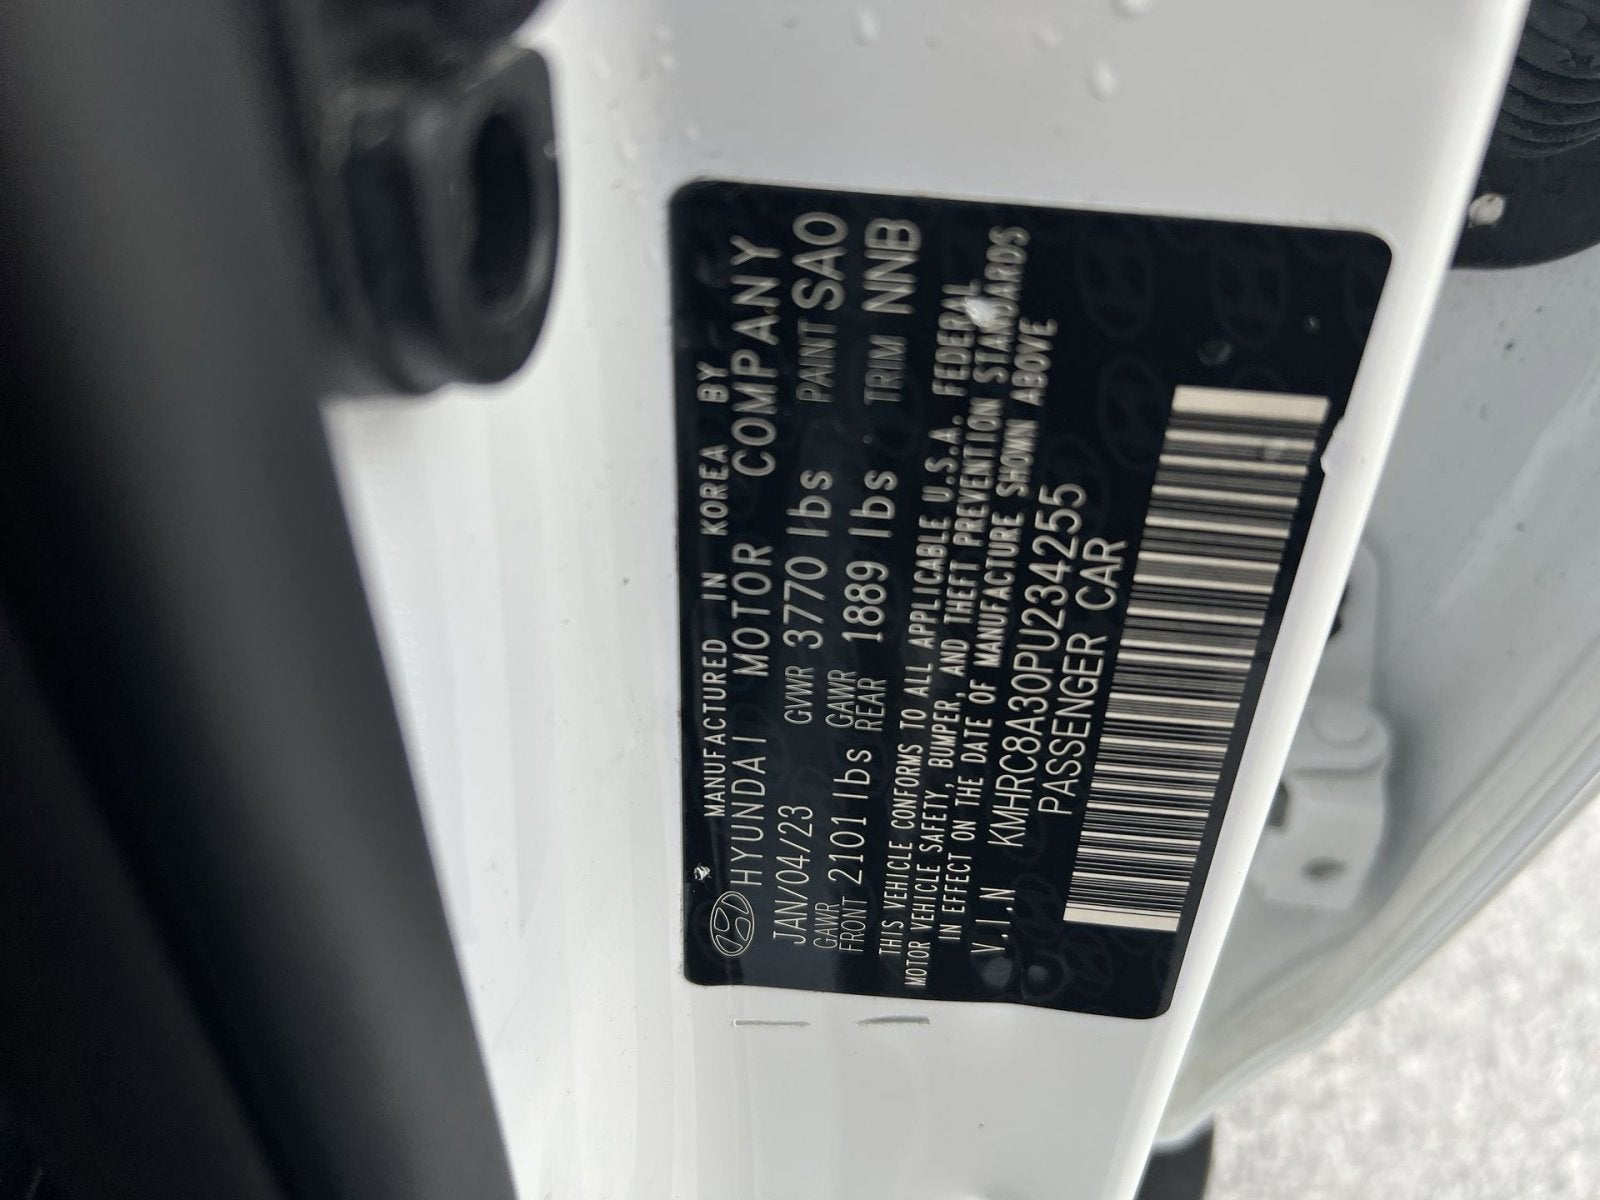 MANUFACTURED IN KOREA BY
HYUNDAI MOTOR COMPANY
JAN/04/23 GVWR 3770 lbs PAINT SAO
GAWR FRONT 2101 lbs GAWR REAR 1889 lbs TRIM NNB
THIS VEHICLE CONFORMS TO ALL APPLICABLE U.S.A. FEDERAL
MOTOR VEHICLE SAFETY, BUMPER, AND THEFT PREVENTION STANDARDS
IN EFFECT ON THE DATE OF MANUFACTURE SHOWN ABOVE
V.I.N KMHRC8A30PU234255
PASSENGER CAR